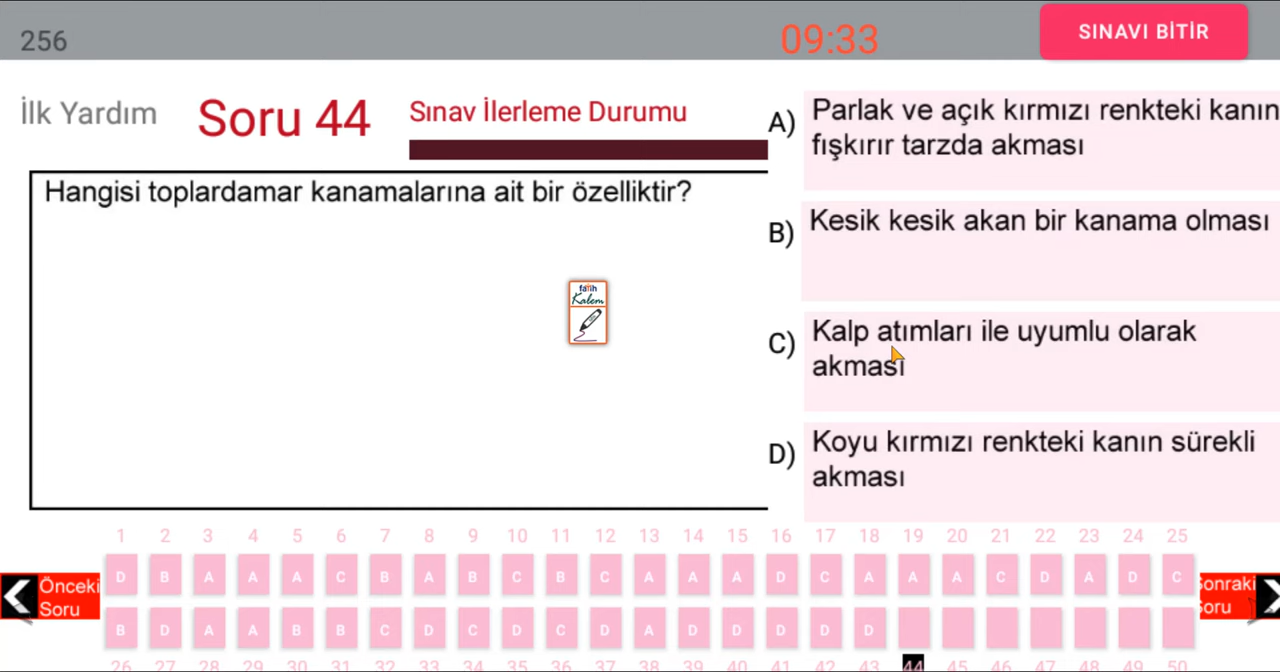 256
09:33
SINAVI BİTİR
İlk Yardım
Soru 44
Sınav İlerleme Durumu
Hangisi toplardamar kanamalarına ait bir özelliktir?
fatih
Kalem
A) Parlak ve açık kırmızı renkteki kanın
fışkırır tarzda akması
B) Kesik kesik akan bir kanama olması
C) Kalp atımları ile uyumlu olarak
akması
D) Koyu kırmızı renkteki kanın sürekli
akması
1 2 3 4 5 6 7 8 9 10 11 12 13 14 15 16 17 18 19 20 21 22 23 24 25
D B A A A C B A B C B C A A A D C A A A C D A D C
Önceki
Soru
Sonraki
Soru
B D A A B B C D C D C D A D D D D D
26 27 28 29 30 31 32 33 34 35 36 37 38 39 40 41 42 43 44 45 46 47 48 49 50